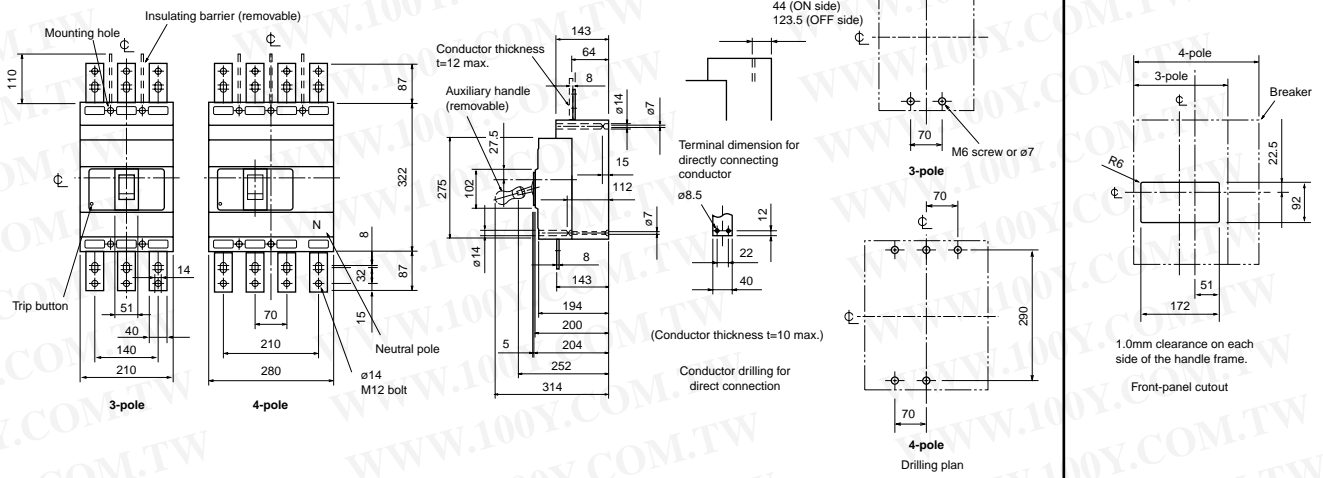 Insulating barrier (removable)
Mounting hole
110
87
322
N
8
14
32
87
15
Trip button
51
40
140
210
3-pole
70
210
280
4-pole
Neutral pole
ø14
M12 bolt
143
64
8
Conductor thickness
t=12 max.
Auxiliary handle
(removable)
ø14
ø7
27.5
275
102
15
112
ø14
ø7
8
143
194
200
5
204
252
314
44 (ON side)
123.5 (OFF side)
Terminal dimension for
directly connecting
conductor
ø8.5
12
22
40
(Conductor thickness t=10 max.)
Conductor drilling for
direct connection
70
M6 screw or ø7
3-pole
70
290
70
4-pole
Drilling plan
4-pole
3-pole
Breaker
R6
22.5
92
51
172
1.0mm clearance on each
side of the handle frame.
Front-panel cutout
WWW.100Y.COM.TW